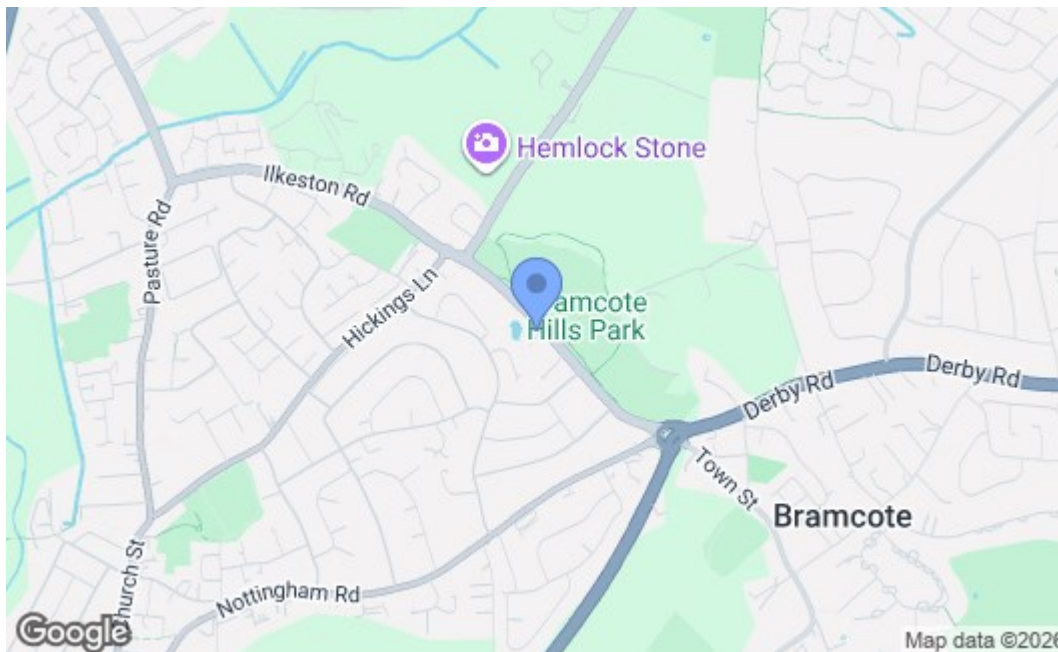 Hemlock Stone
Ilkeston Rd
Pasture Rd
Hickings Ln
amcote
Hills Park
Derby Rd
Derby Rd
Town St
Bramcote
Church St
Nottingham Rd
Google
Map data ©2026